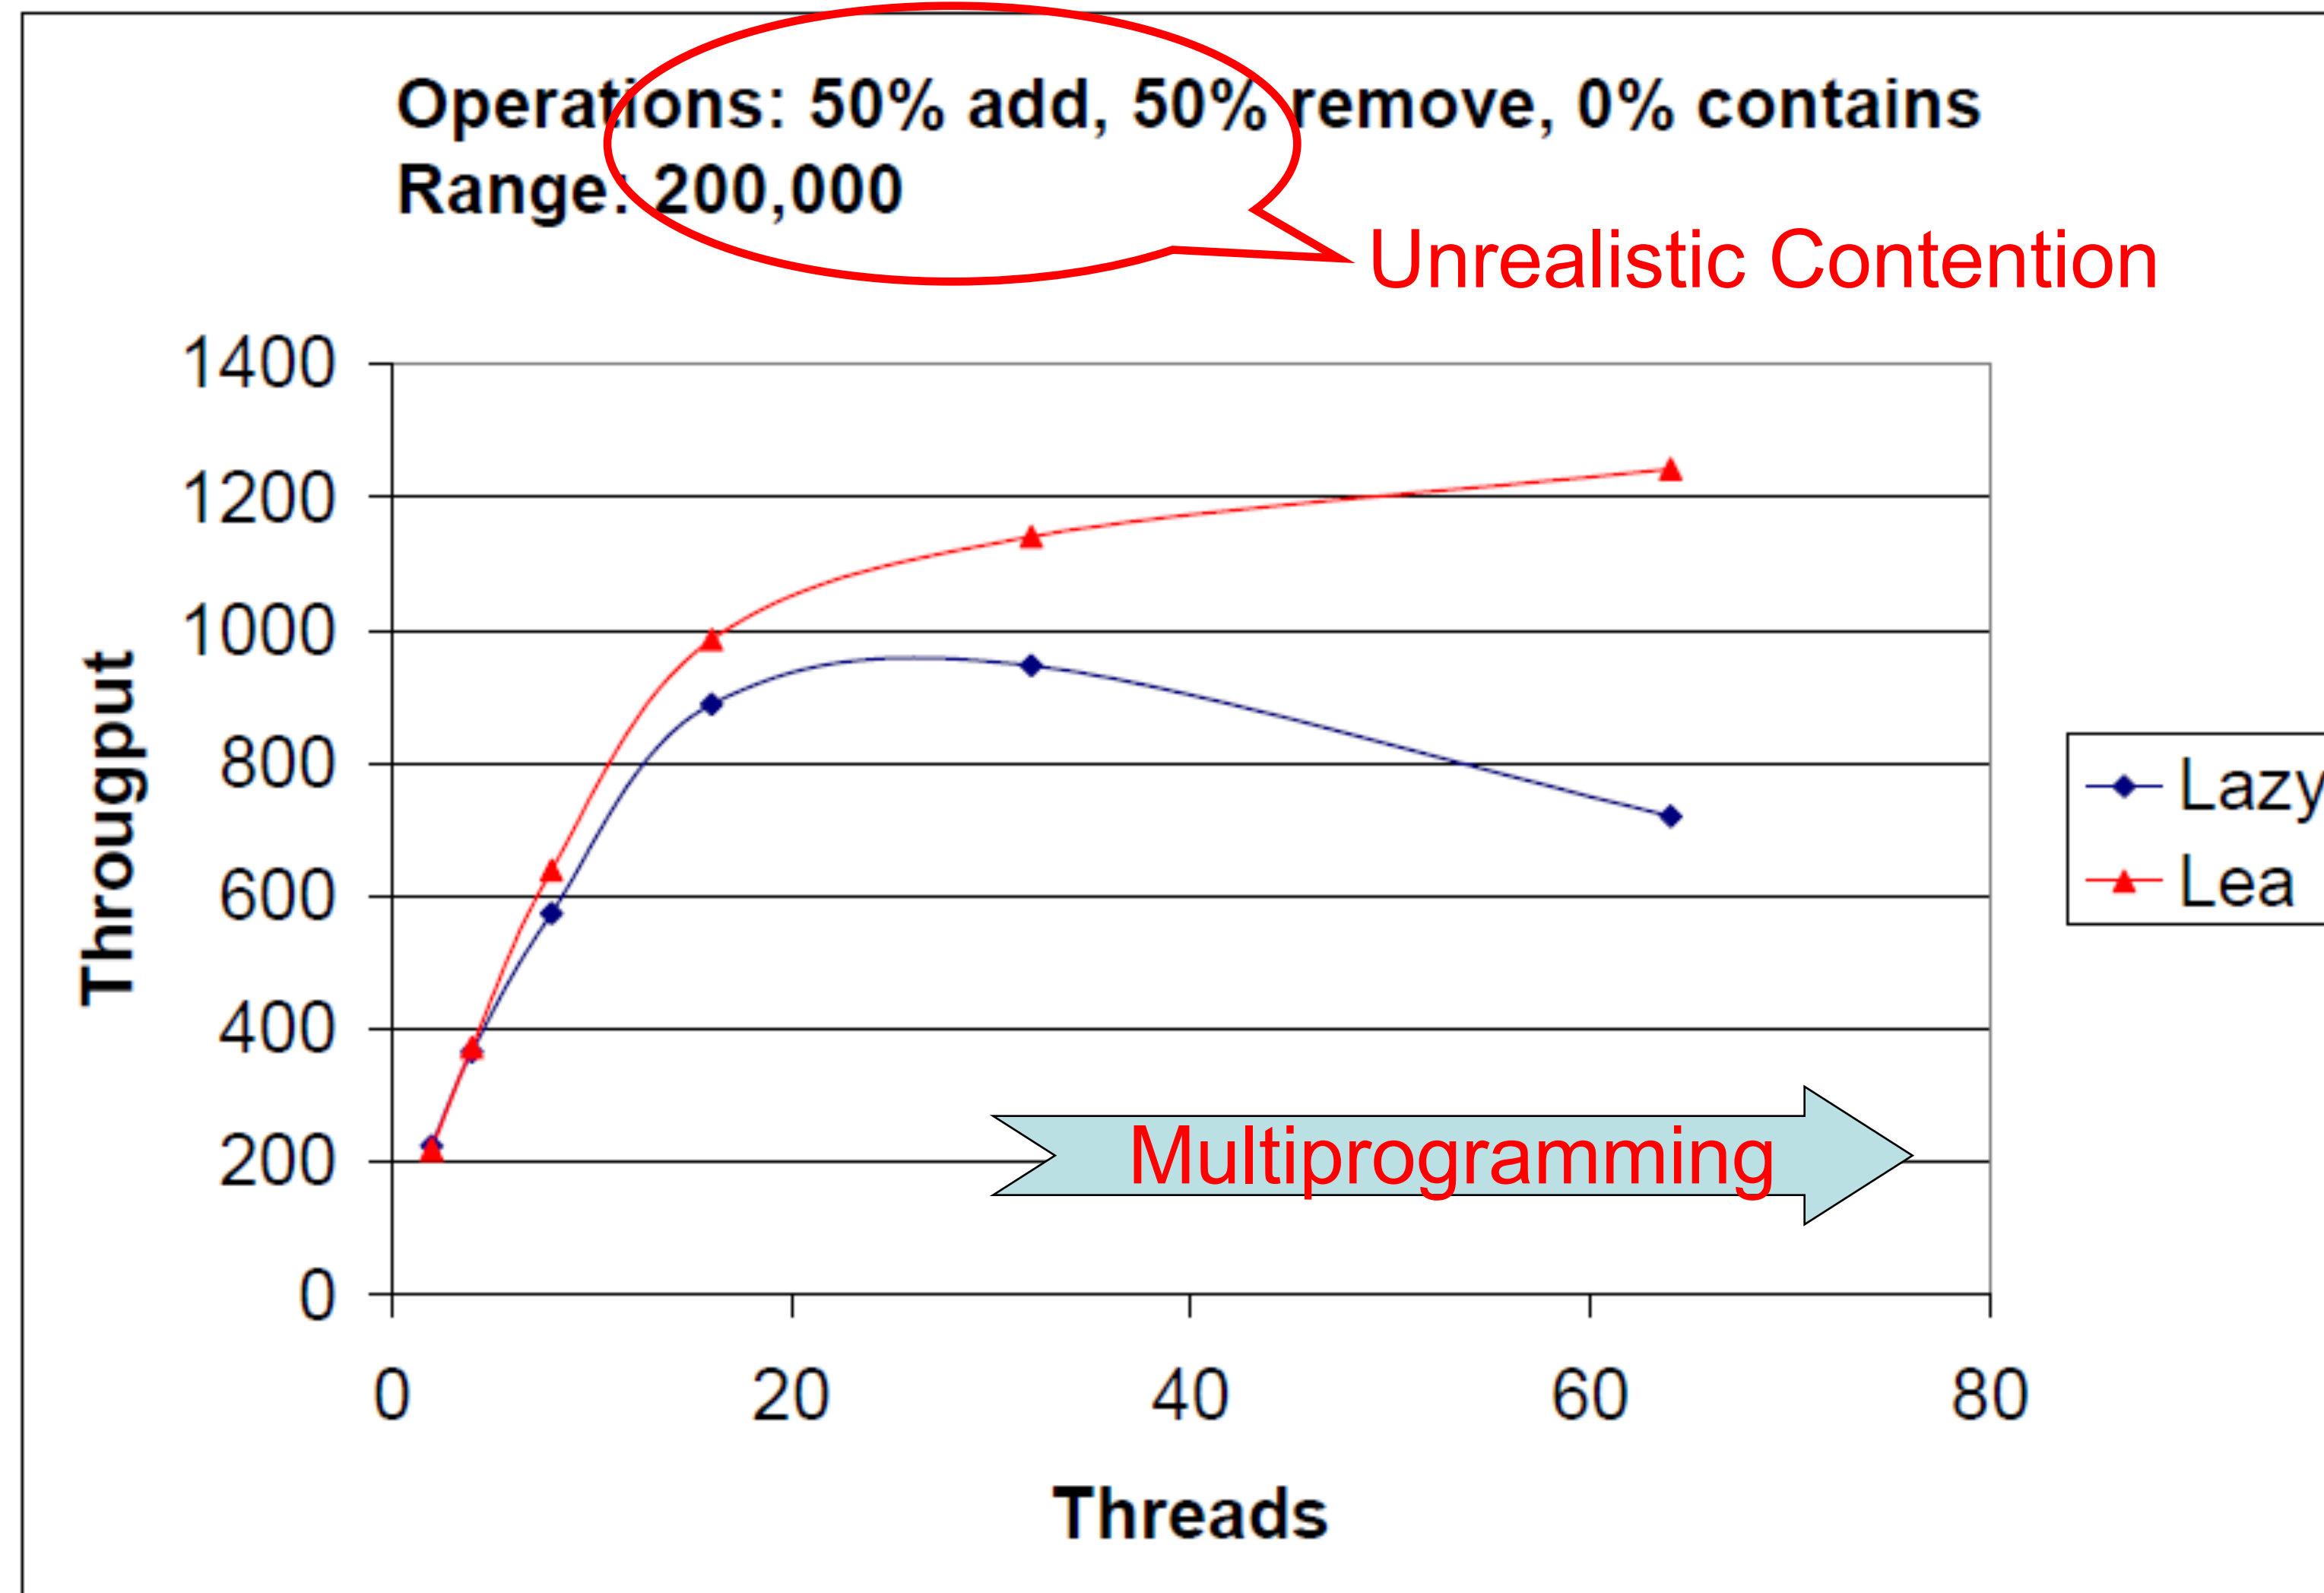 Operations: 50% add, 50% remove, 0% contains
Range: 200,000
Unrealistic Contention
1400
1200
1000
800
600
400
200
0
Througput
Lazy
Lea
Multiprogramming
0 20 40 60 80
Threads